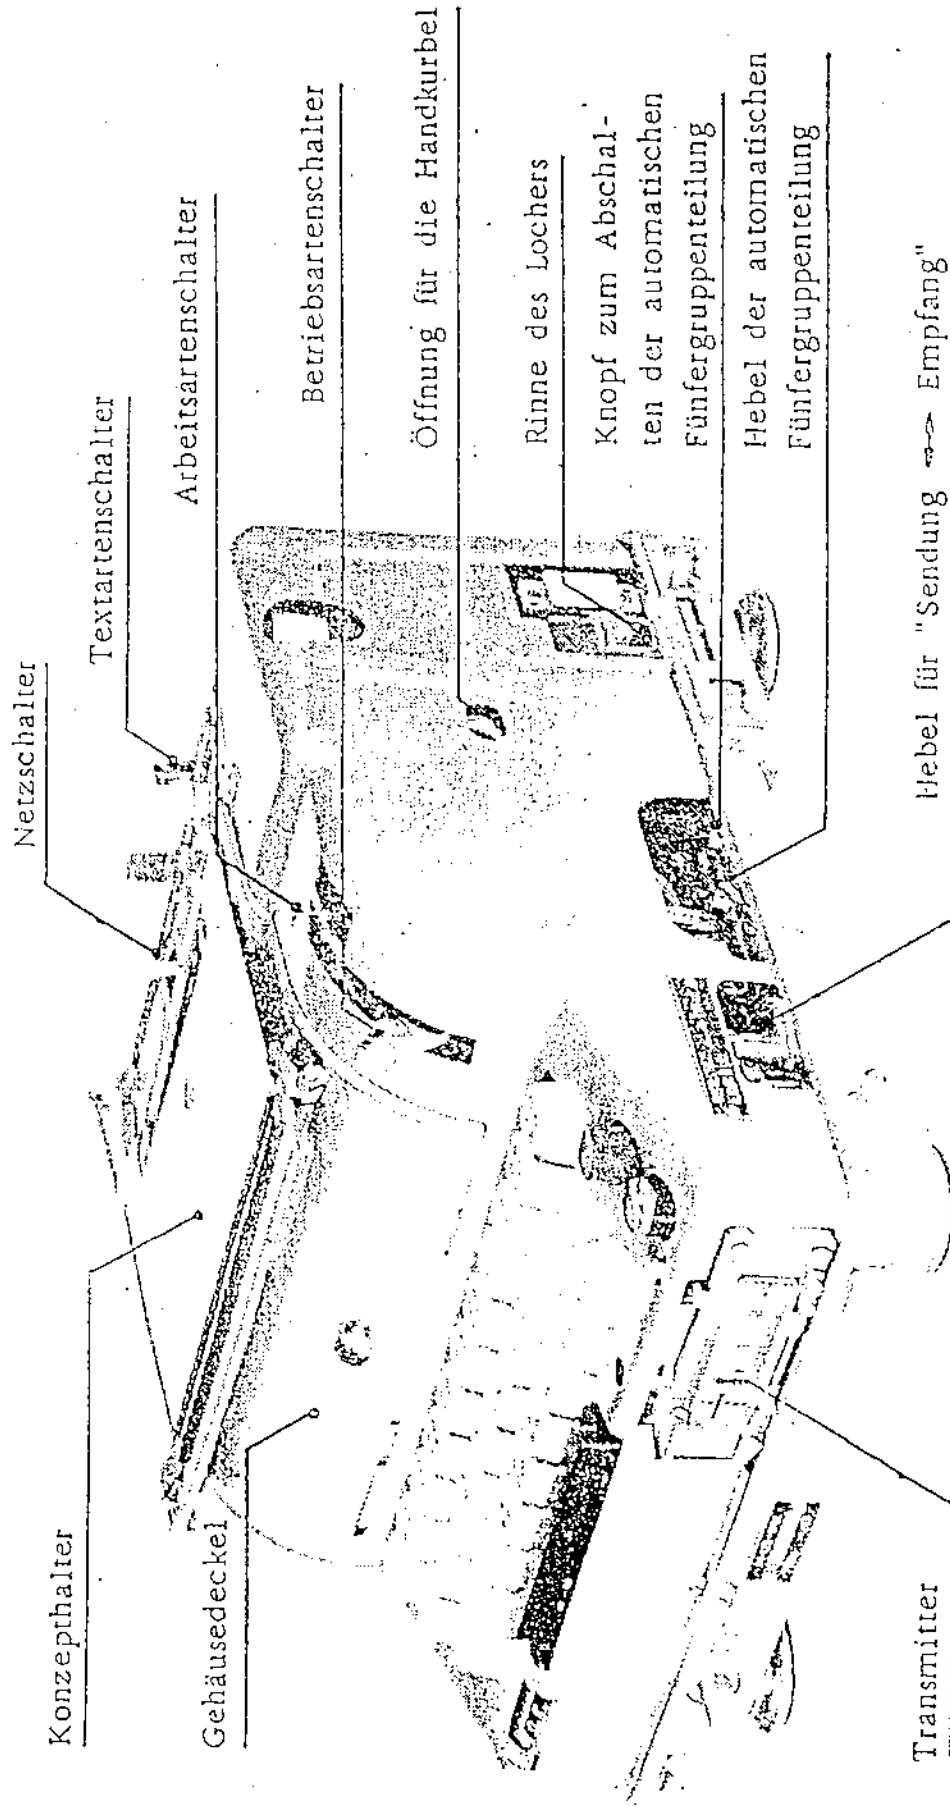 Konzepthalter
Netzschalter
Textartenschalter
Arbeitsartenschalter
Gehäusedeckel
Betriebsartenschalter
Öffnung für die Handkurbel
Rinne des Lochers
Knopf zum Abschal-
ten der automatischen
Fünfergruppenteilung
Hebel der automatischen
Fünfergruppenteilung
Transmitter
Hebel für "Sendung ⟷ Empfang"